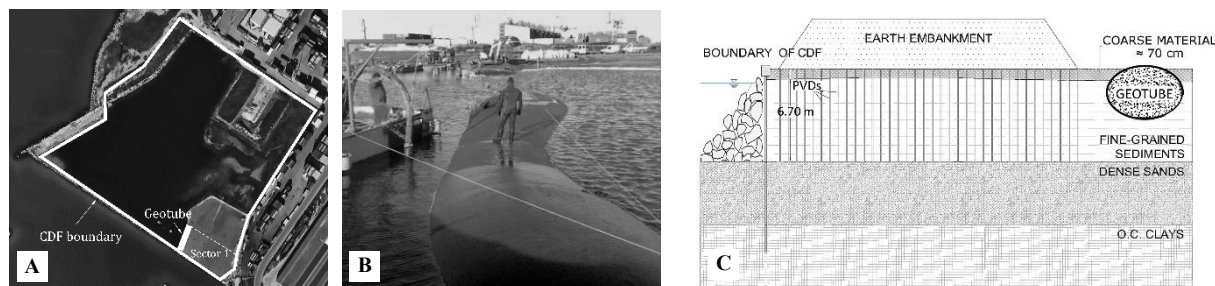 A
Geotube
CDF boundary
Sector 1
B
C
EARTH EMBANKMENT
BOUNDARY OF CDF
COARSE MATERIAL
≈ 70 cm
PVDs
6.70 m
GEOTUBE
FINE-GRAINED
SEDIMENTS
DENSE SANDS
O.C. CLAYS